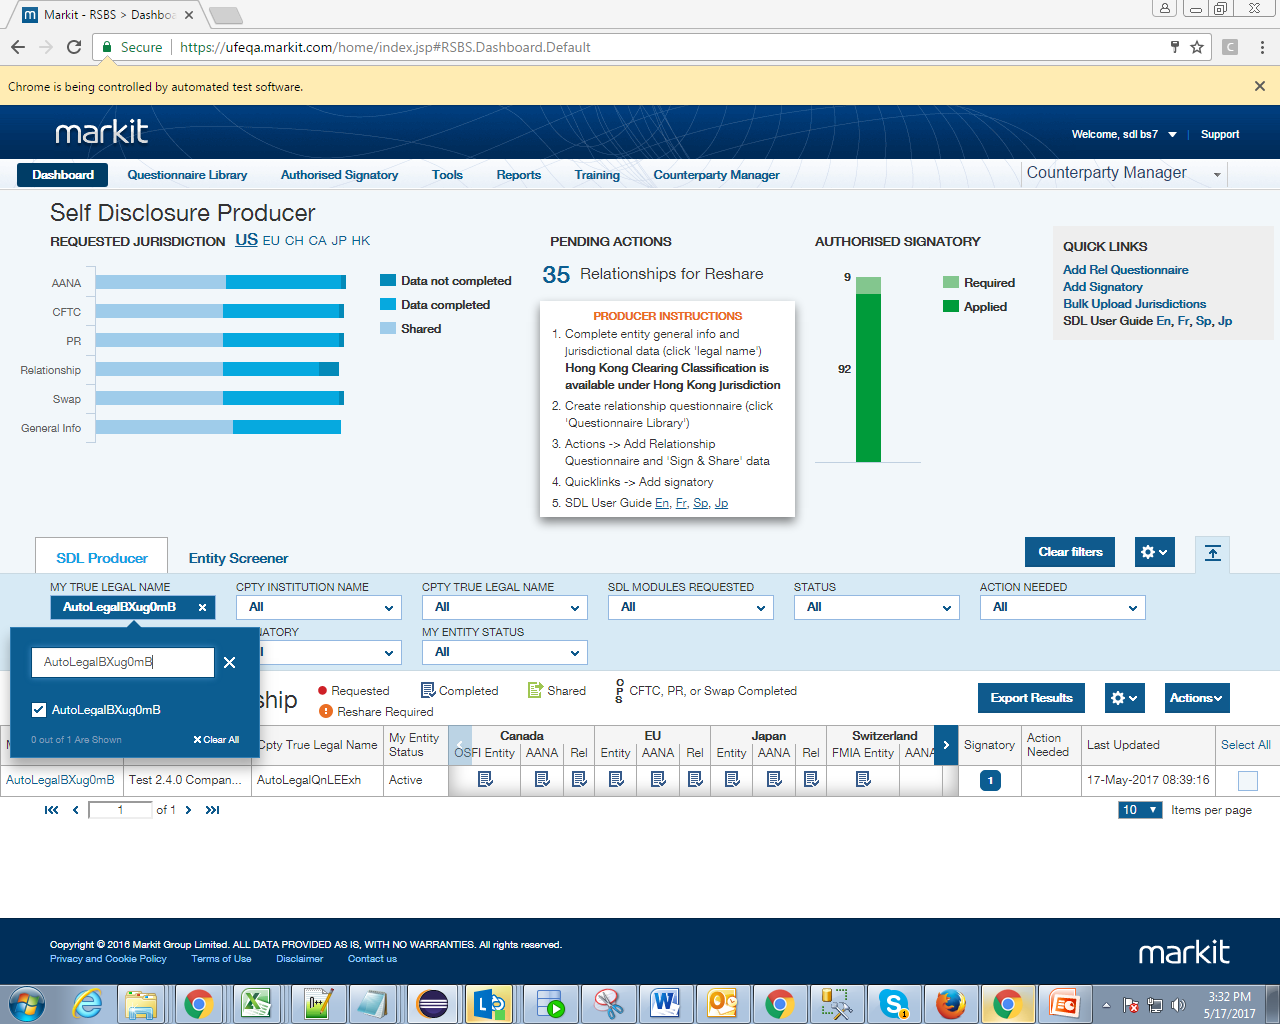 Markit - RSBS > Dashbo
Secure https://ufeqa.markit.com/home/index.jsp#RSBS.Dashboard.Default
Chrome is being controlled by automated test software.
markit
Welcome, sdl bs7 Support
Dashboard Questionnaire Library Authorised Signatory Tools Reports Training Counterparty Manager Counterparty Manager
Self Disclosure Producer
REQUESTED JURISDICTION US EU CH CA JP HK
AANA
CFTC
PR
Relationship
Swap
General Info
Data not completed
Data completed
Shared
PENDING ACTIONS
35 Relationships for Reshare
PRODUCER INSTRUCTIONS
1. Complete entity general info and
jurisdictional data (click 'legal name')
Hong Kong Clearing Classification is
available under Hong Kong Jurisdiction
2. Create relationship questionnaire (click
'Questionnaire Library')
3. Actions -> Add Relationship
Questionnaire and 'Sign & Share' data
4. Quicklinks -> Add signatory
5. SDL User Guide En, Fr, Sp, Jp
AUTHORISED SIGNATORY
9
92
Required
Applied
QUICK LINKS
Add Rel Questionnaire
Add Signatory
Bulk Upload Jurisdictions
SDL User Guide En, Fr, Sp, Jp
SDL Producer Entity Screener Clear filters
MY TRUE LEGAL NAME CPTY INSTITUTION NAME CPTY TRUE LEGAL NAME SDL MODULES REQUESTED STATUS ACTION NEEDED
AutoLegalBXug0mB All All All All All
NATORY MY ENTITY STATUS
All
AutoLegalBXug0mB
AutoLegalBXug0mB
0 out of 1 Are Shown Clear All
ship
Requested Completed Shared OPS CFTC, PR, or Swap Completed
Reshare Required
Export Results Actions
Cpty True Legal Name My Entity Status Canada EU Japan Switzerland Signatory Action Needed Last Updated Select All
OSFI Entity AANA Rel Entity AANA Rel Entity AANA Rel FMIA Entity AANA
AutoLegalBXug0mB Test 2.4.0 Compan... AutoLegalQnLEExh Active 1 17-May-2017 08:39:16
1 of 1 10 Items per page
Copyright © 2016 Markit Group Limited. ALL DATA PROVIDED AS IS, WITH NO WARRANTIES. All rights reserved.
Privacy and Cookie Policy Terms of Use Disclaimer Contact us
markit
3:32 PM
5/17/2017